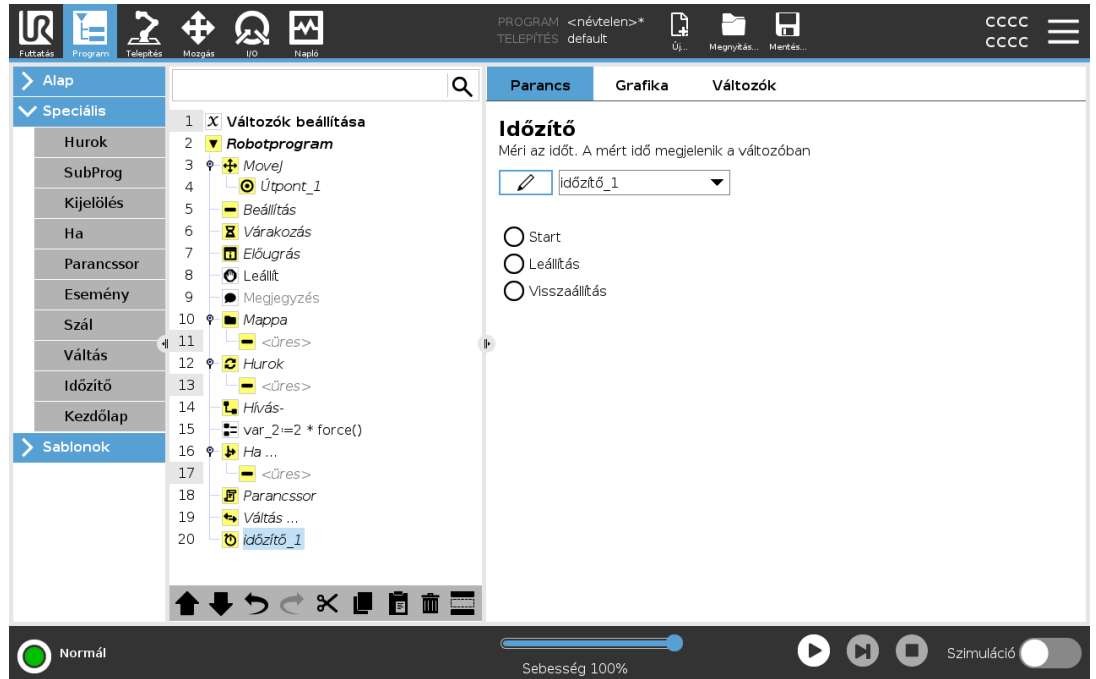 PROGRAM <névtelen>*
TELEPÍTÉS default
Futtatás Program Telepítés Mozgás I/O Napló
Új... Megnyitás... Mentés...
CCCC
CCCC
Alap
Speciális
Hurok
SubProg
Kijelölés
Ha
Parancssor
Esemény
Szál
Váltás
Időzítő
Kezdőlap
Sablonok
1 X Változók beállítása
2 Robotprogram
3 MoveJ
4 Útpont_1
5 Beállítás
6 Várakozás
7 Előugrás
8 Leállít
9 Megjegyzés
10 Mappa
11 <üres>
12 Hurok
13 <üres>
14 Hívás-
15 var_2≔2 * force()
16 Ha ...
17 <üres>
18 Parancssor
19 Váltás ...
20 időzítő_1
Parancs Grafika Változók
Időzítő
Méri az időt. A mért idő megjelenik a változóban
időzítő_1
Start
Leállítás
Visszaállítás
Normál
Sebesség 100%
Szimuláció